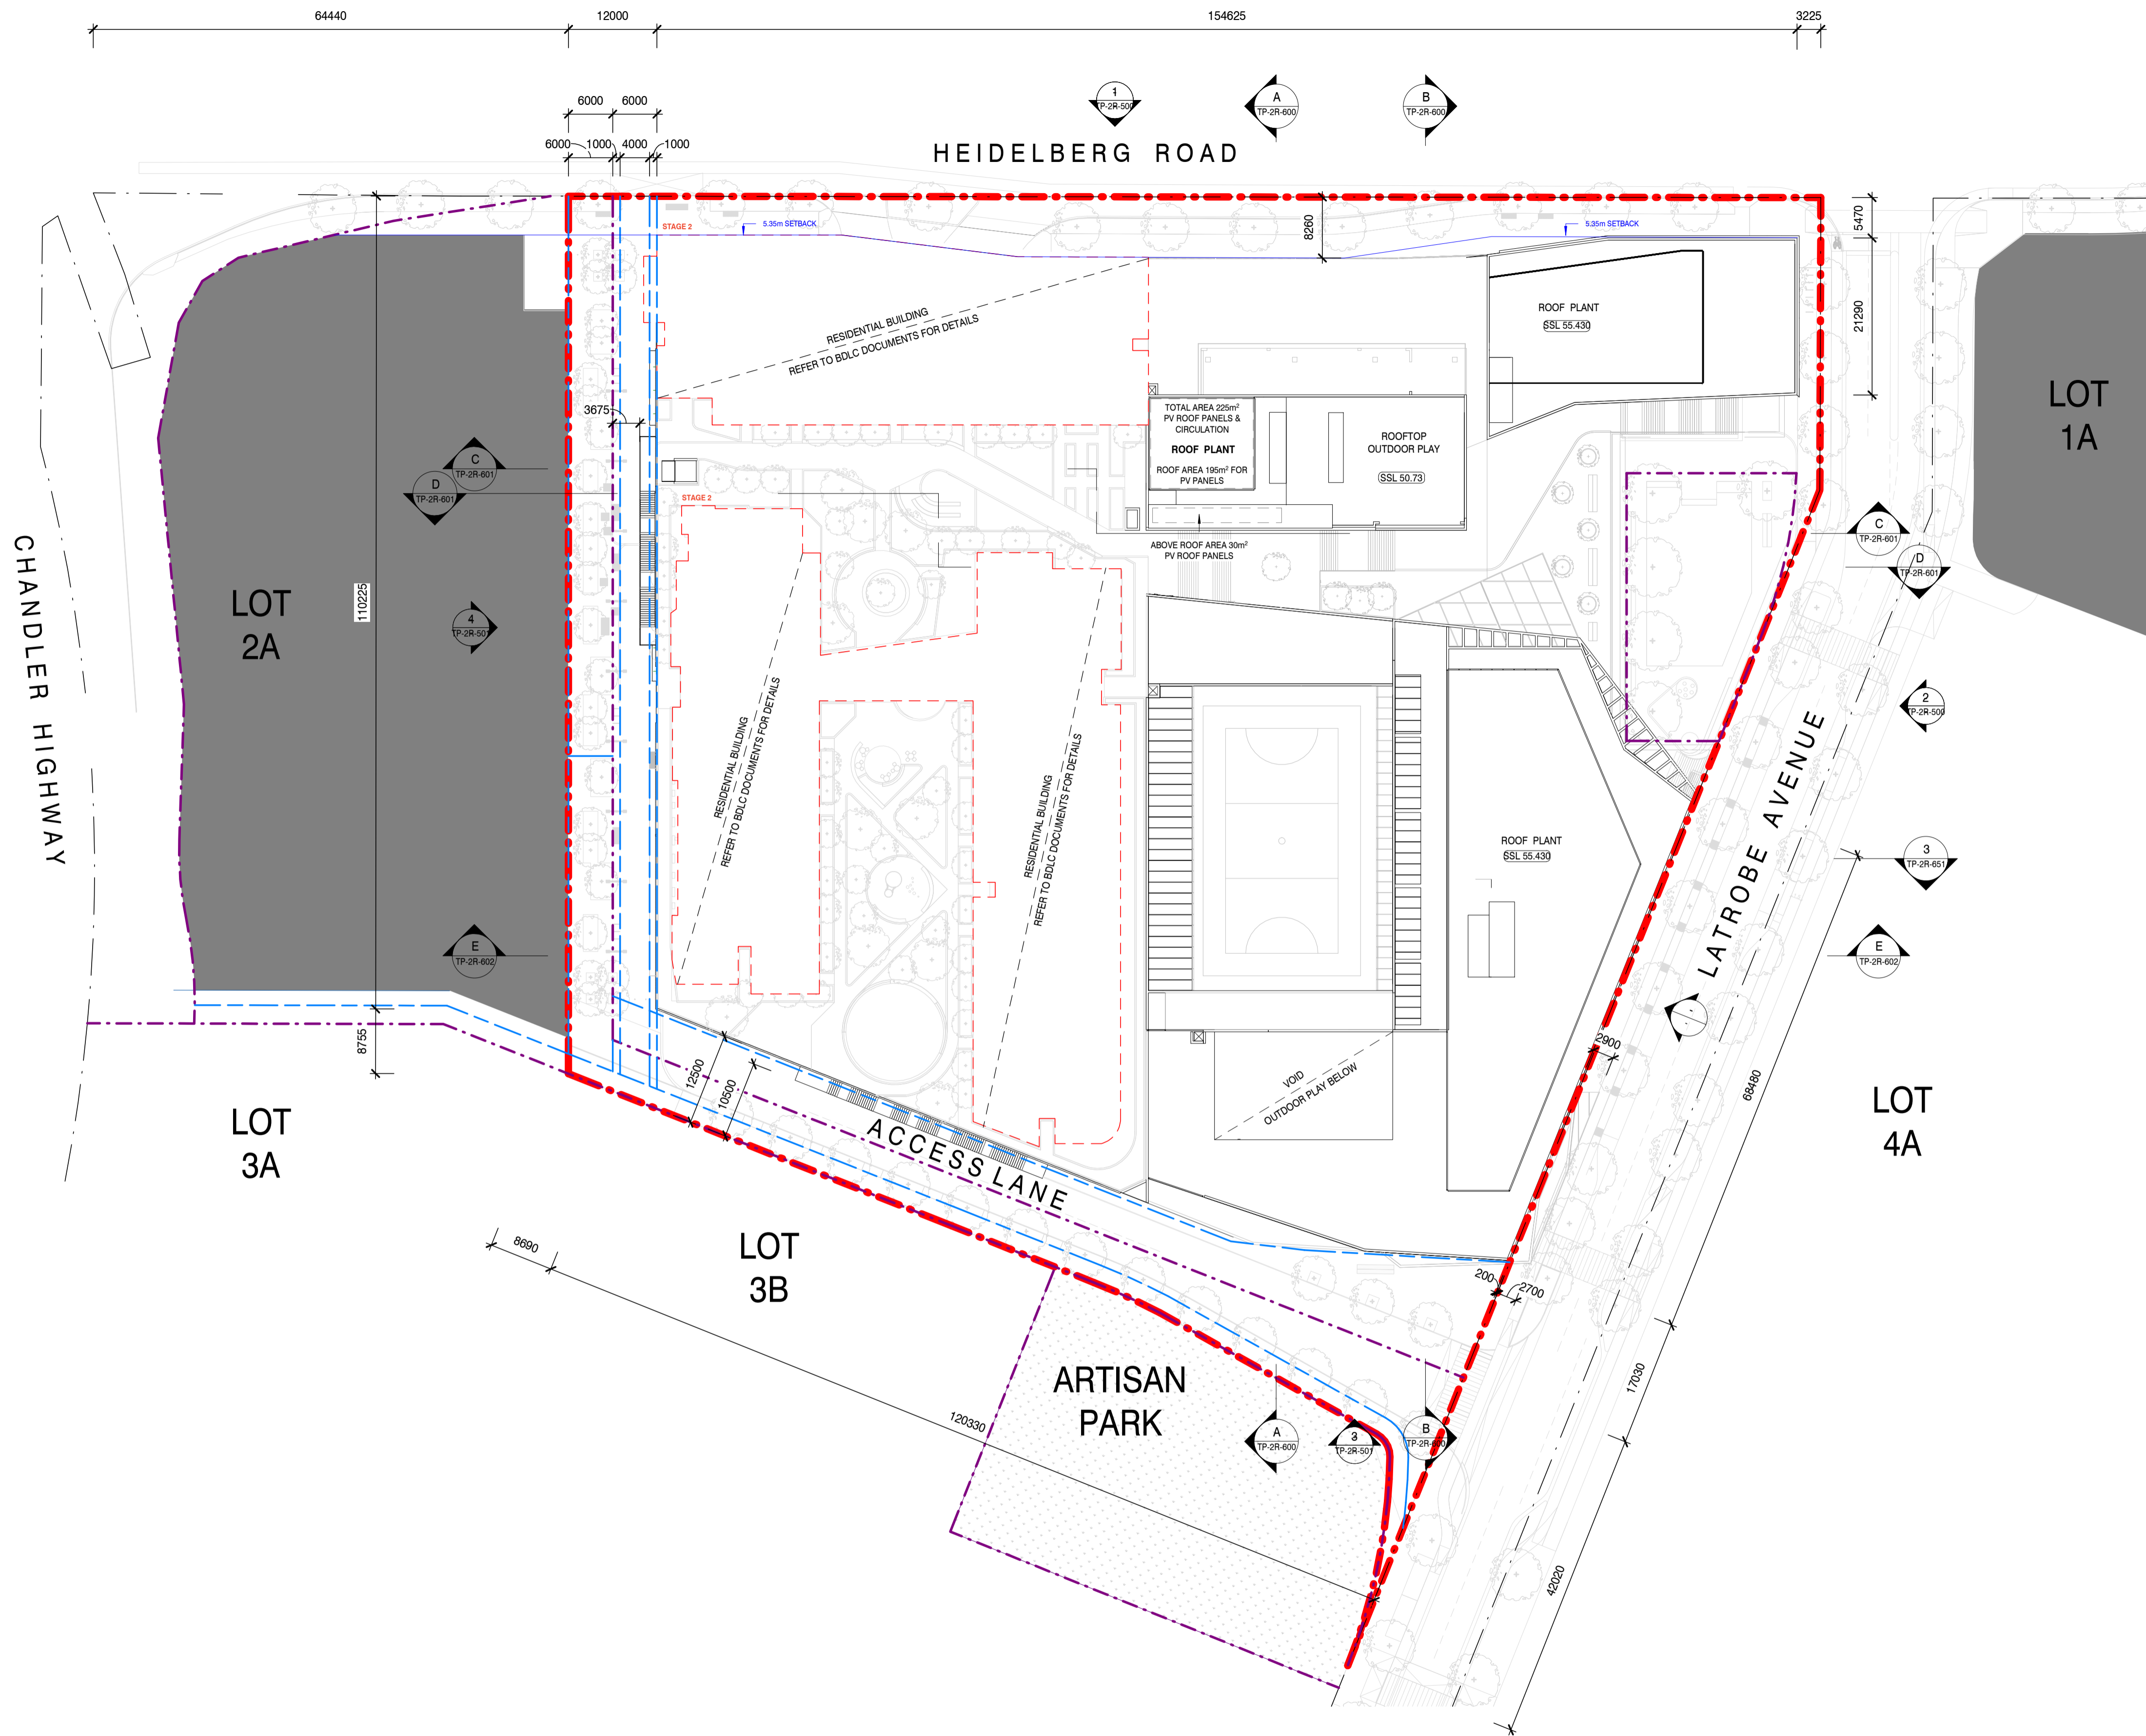 64440
12000
154625
3225
6000
6000
6000
1000
4000
1000
1
TP-2R-500
A
TP-2R-600
B
TP-2R-600
HEIDELBERG ROAD
STAGE 2
5.35m SETBACK
5.35m SETBACK
8260
5470
21290
RESIDENTIAL BUILDING
REFER TO BDLC DOCUMENTS FOR DETAILS
ROOF PLANT
SSL 55.430
LOT
1A
3675
TOTAL AREA 225m²
PV ROOF PANELS &
CIRCULATION
ROOF PLANT
ROOF AREA 195m² FOR
PV PANELS
ROOFTOP
OUTDOOR PLAY
SSL 50.73
C
TP-2R-601
D
TP-2R-601
STAGE 2
ABOVE ROOF AREA 30m²
PV ROOF PANELS
C
TP-2R-601
D
TP-2R-601
CHANDLER HIGHWAY
LOT
2A
110225
4
TP-2R-501
RESIDENTIAL BUILDING
REFER TO BDLC DOCUMENTS FOR DETAILS
RESIDENTIAL BUILDING
REFER TO BDLC DOCUMENTS FOR DETAILS
2
TP-2R-500
ROOF PLANT
SSL 55.430
LATROBE AVENUE
3
TP-2R-651
E
TP-2R-602
E
TP-2R-602
-
-
8755
2900
12500
10500
VOID
OUTDOOR PLAY BELOW
68480
LOT
3A
ACCESS LANE
LOT
4A
8690
LOT
3B
200
2700
ARTISAN
PARK
17030
120330
A
TP-2R-600
3
TP-2R-501
B
TP-2R-600
42020